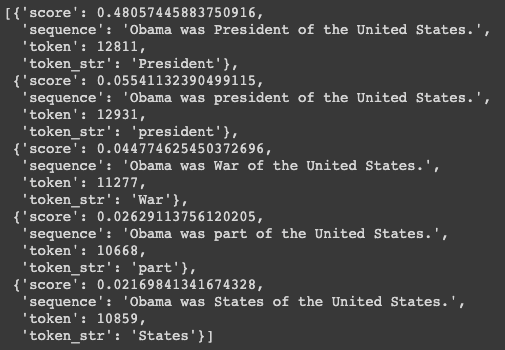 [{'score': 0.48057445883750916,
'sequence': 'Obama was President of the United States.',
'token': 12811,
'token_str': 'President'},
{'score': 0.05541132390499115,
'sequence': 'Obama was president of the United States.',
'token': 12931,
'token_str': 'president'},
{'score': 0.044774625450372696,
'sequence': 'Obama was War of the United States.',
'token': 11277,
'token_str': 'War'},
{'score': 0.02629113756120205,
'sequence': 'Obama was part of the United States.',
'token': 10668,
'token_str': 'part'},
{'score': 0.02169841341674328,
'sequence': 'Obama was States of the United States.',
'token': 10859,
'token_str': 'States'}]